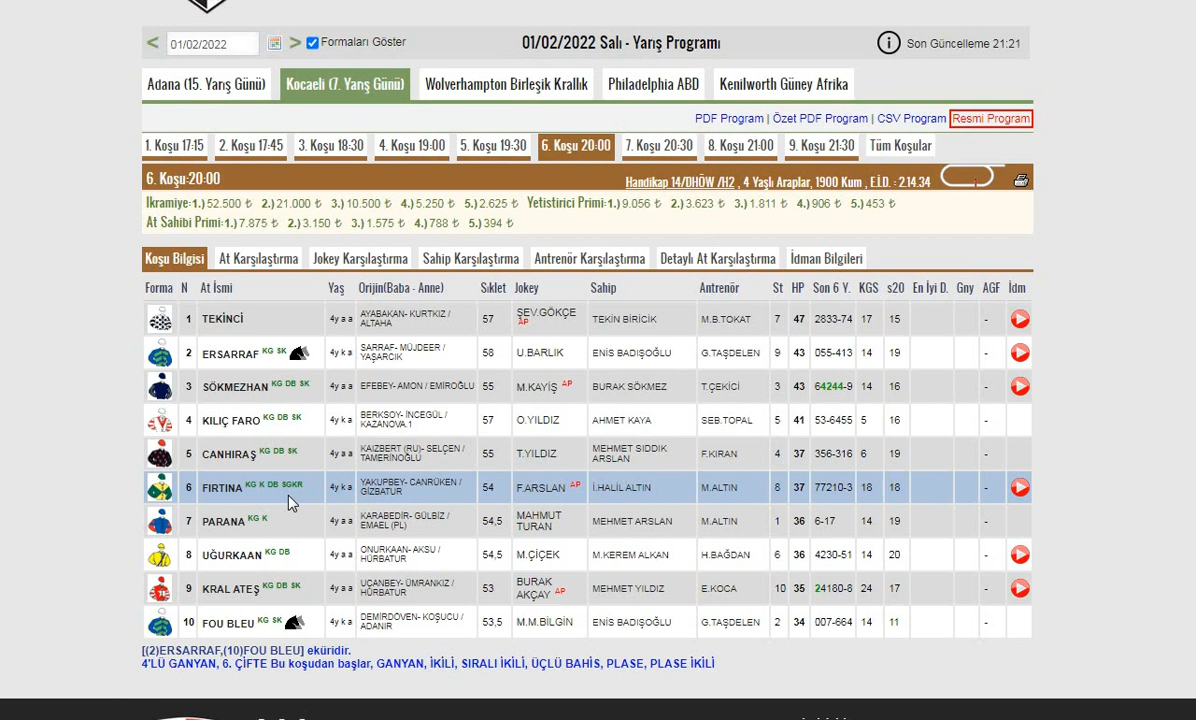 < 01/02/2022 > Formaları Göster 01/02/2022 Salı - Yarış Programı i Son Güncelleme 21:21
Adana (15. Yarış Günü) Kocaeli (7. Yarış Günü) Wolverhampton Birleşik Krallık Philadelphia ABD Kenilworth Güney Afrika
PDF Program | Özet PDF Program | CSV Program Resmi Program
1. Koşu 17:15 2. Koşu 17:45 3. Koşu 18:30 4. Koşu 19:00 5. Koşu 19:30 6. Koşu 20:00 7. Koşu 20:30 8. Koşu 21:00 9. Koşu 21:30 Tüm Koşular
6. Koşu:20:00 Handikap 14/DHÖW /H2 , 4 Yaşlı Araplar, 1900 Kum , E.İ.D. : 2.14.34
Ikramiye:1.) 52.500 ₺ 2.) 21.000 ₺ 3.) 10.500 ₺ 4.) 5.250 ₺ 5.) 2.625 ₺ Yetistirici Primi:1.) 9.056 ₺ 2.) 3.623 ₺ 3.) 1.811 ₺ 4.) 906 ₺ 5.) 453 ₺
At Sahibi Primi:1.) 7.875 ₺ 2.) 3.150 ₺ 3.) 1.575 ₺ 4.) 788 ₺ 5.) 394 ₺
Koşu Bilgisi At Karşılaştırma Jokey Karşılaştırma Sahip Karşılaştırma Antrenör Karşılaştırma Detaylı At Karşılaştırma İdman Bilgileri
Forma N At İsmi Yaş Orijin(Baba - Anne) Sıklet Jokey Sahip Antrenör St HP Son 6 Y. KGS s20 En İyi D. Gny AGF İdm
1 TEKİNCİ 4y a a AYABAKAN- KURTKIZ / ALTAHA 57 ŞEV.GÖKÇE AP TEKİN BİRİCİK M.B.TOKAT 7 47 2833-74 17 15 -
2 ERSARRAF KG SK 4y k a SARRAF- MÜJDEER / YAŞARCIK 58 U.BARLIK ENİS BADIŞOĞLU G.TAŞDELEN 9 43 055-413 14 19 -
3 SÖKMEZHAN KG DB SK 4y a a EFEBEY- AMON / EMİROĞLU 55 M.KAYİŞ AP BURAK SÖKMEZ T.ÇEKİCİ 3 43 64244-9 14 16 -
4 KILIÇ FARO KG DB SK 4y k a BERKSOY- İNCEGÜL / KAZANOVA.1 57 O.YILDIZ AHMET KAYA SEB.TOPAL 5 41 53-6455 5 16 -
5 CANHIRAŞ KG DB SK 4y a a KAIZBERT (RU)- SELÇEN / TAMERİNOĞLU 55 T.YILDIZ MEHMET SIDDIK ARSLAN F.KIRAN 4 37 356-316 6 19 -
6 FIRTINA KG K DB SGKR 4y k a YAKUPBEY- CANRÜKEN / GİZBATUR 54 F.ARSLAN AP İ.HALİL ALTIN M.ALTIN 8 37 77210-3 18 18 -
7 PARANA KG K 4y a a KARABEDİR- GÜLBİZ / EMAEL (PL) 54,5 MAHMUT TURAN MEHMET ARSLAN M.ALTIN 1 36 6-17 14 19 -
8 UĞURKAAN KG DB 4y a a ONURKAAN- AKSU / HÜRBATUR 54,5 M.ÇİÇEK M.KEREM ALKAN H.BAĞDAN 6 36 4230-51 14 20 -
9 KRAL ATEŞ KG DB SK 4y a a UÇANBEY- ÜMRANKIZ / HÜRBATUR 53 BURAK AKÇAY AP MEHMET YILDIZ E.KOCA 10 35 24180-8 24 17 -
10 FOU BLEU KG SK 4y k a DEMİRDÖVEN- KOŞUCU / ADANIR 53,5 M.M.BİLGİN ENİS BADIŞOĞLU G.TAŞDELEN 2 34 007-664 14 11 -
[(2)ERSARRAF,(10)FOU BLEU] eküridir.
4'LÜ GANYAN, 6. ÇİFTE Bu koşudan başlar, GANYAN, İKİLİ, SIRALI İKİLİ, ÜÇLÜ BAHİS, PLASE, PLASE İKİLİ